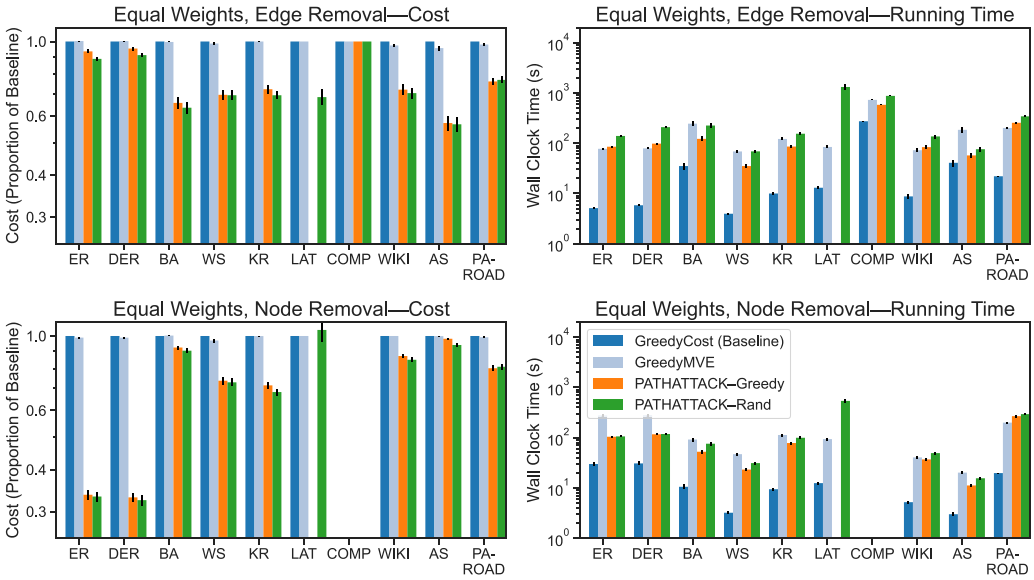 Equal Weights, Edge Removal—Cost
Cost (Proportion of Baseline)
1.0
0.6
0.4
0.3
ER DER BA WS KR LAT COMP WIKI AS PA-ROAD
Equal Weights, Edge Removal—Running Time
Wall Clock Time (s)
10⁴
10³
10²
10¹
10⁰
ER DER BA WS KR LAT COMP WIKI AS PA-ROAD
Equal Weights, Node Removal—Cost
Cost (Proportion of Baseline)
1.0
0.6
0.4
0.3
ER DER BA WS KR LAT COMP WIKI AS PA-ROAD
Equal Weights, Node Removal—Running Time
Wall Clock Time (s)
10⁴
10³
10²
10¹
10⁰
GreedyCost (Baseline)
GreedyMVE
PATHATTACK–Greedy
PATHATTACK–Rand
ER DER BA WS KR LAT COMP WIKI AS PA-ROAD